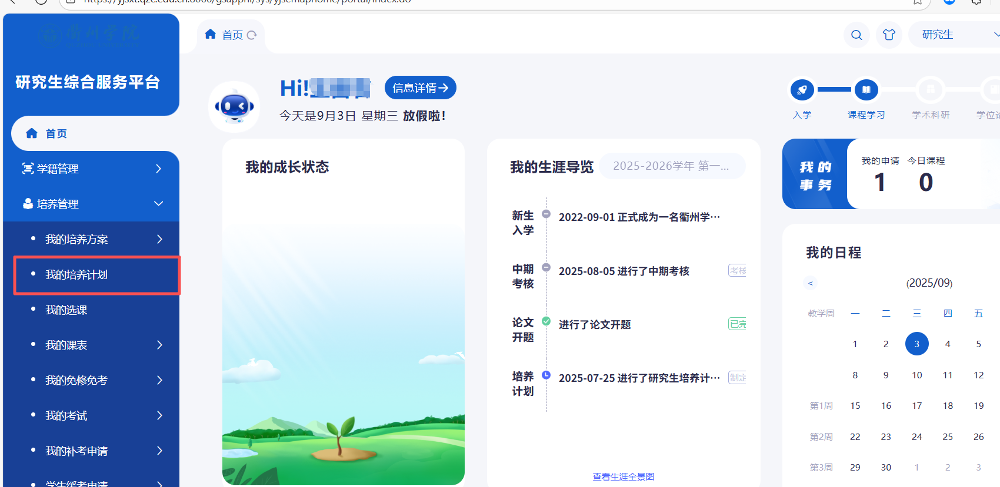 衢州学院
研究生综合服务平台
首页
学籍管理
培养管理
我的培养方案
我的培养计划
我的选课
我的课表
我的免修免考
我的考试
我的补考申请
学生缓考申请
首页
研究生
Hi!
信息详情
今天是9月3日 星期三 放假啦!
入学
课程学习
学术科研
学位论
我的成长状态
我的生涯导览
2025-2026学年 第一...
新生
入学
2022-09-01 正式成为一名衢州学…
中期
考核
2025-08-05 进行了中期考核
考核
论文
开题
进行了论文开题
已完
培养
计划
2025-07-25 进行了研究生培养计…
制定
查看生涯全景图
我的
事务
我的申请 今日课程
1 0
我的日程
< (2025/09)
教学周 一 二 三 四 五
1 2 3 4 5
8 9 10 11 12
第1周 15 16 17 18 19
第2周 22 23 24 25 26
第3周 29 30 1 2 3